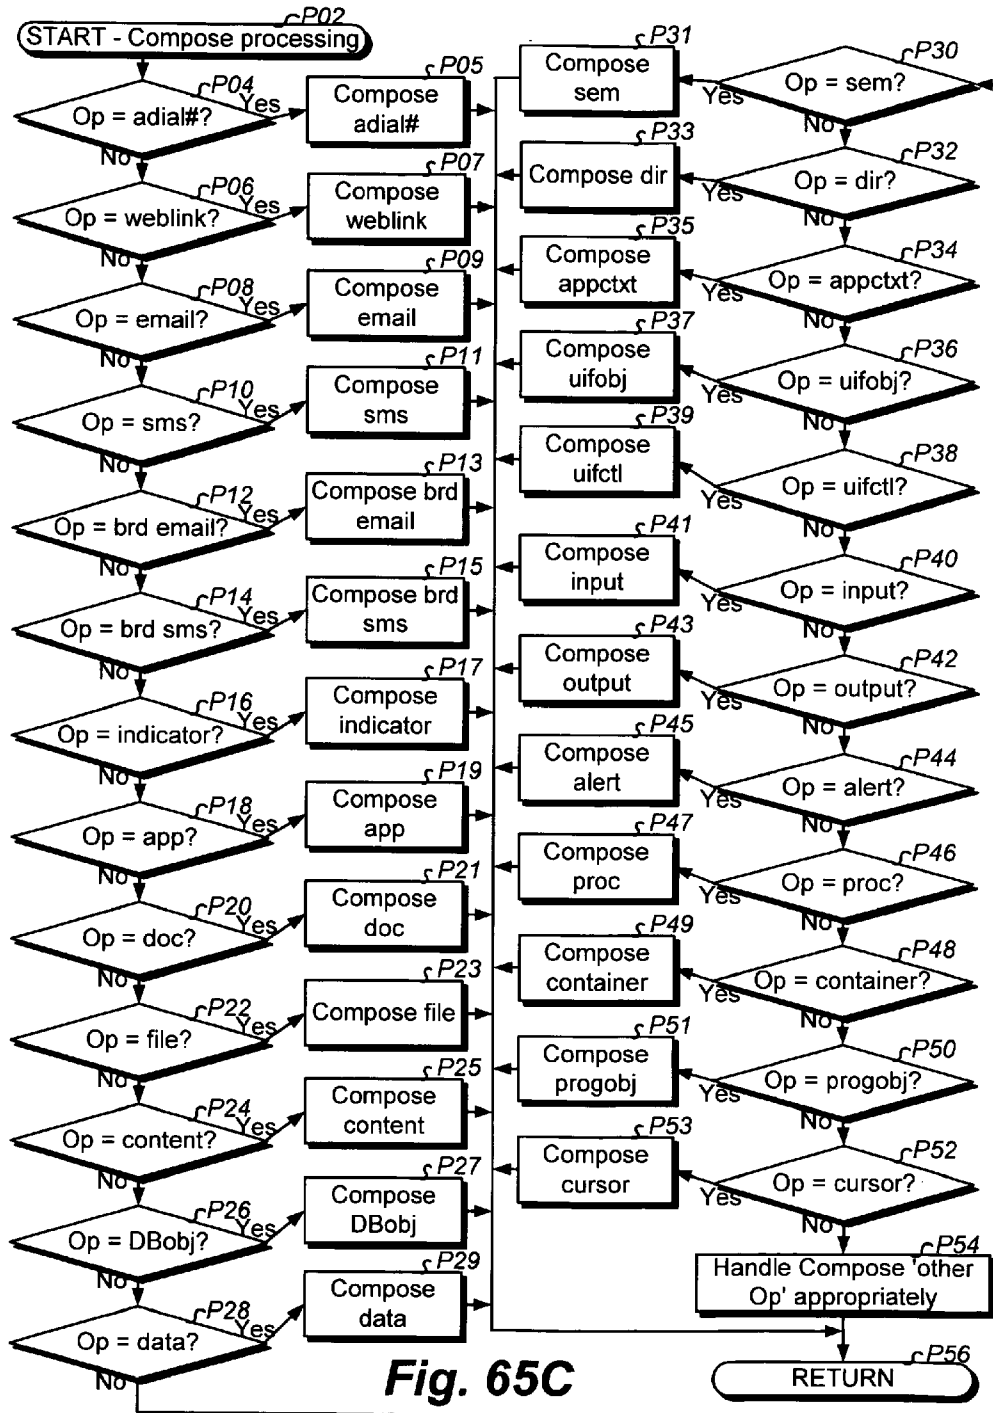 P02
START - Compose processing
P04
Op = adial#?
Yes
No
P05
Compose
adial#
P06
Op = weblink?
Yes
No
P07
Compose
weblink
P08
Op = email?
Yes
No
P09
Compose
email
P10
Op = sms?
Yes
No
P11
Compose
sms
P12
Op = brd email?
Yes
No
P13
Compose brd
email
P14
Op = brd sms?
Yes
No
P15
Compose brd
sms
P16
Op = indicator?
Yes
No
P17
Compose
indicator
P18
Op = app?
Yes
No
P19
Compose
app
P20
Op = doc?
Yes
No
P21
Compose
doc
P22
Op = file?
Yes
No
P23
Compose file
P24
Op = content?
Yes
No
P25
Compose
content
P26
Op = DBobj?
Yes
No
P27
Compose
DBobj
P28
Op = data?
Yes
No
P29
Compose
data
P30
Op = sem?
Yes
No
P31
Compose
sem
P32
Op = dir?
Yes
No
P33
Compose dir
P34
Op = appctxt?
Yes
No
P35
Compose
appctxt
P36
Op = uifobj?
Yes
No
P37
Compose
uifobj
P38
Op = uifctl?
Yes
No
P39
Compose
uifctl
P40
Op = input?
Yes
No
P41
Compose
input
P42
Op = output?
Yes
No
P43
Compose
output
P44
Op = alert?
Yes
No
P45
Compose
alert
P46
Op = proc?
Yes
No
P47
Compose
proc
P48
Op = container?
Yes
No
P49
Compose
container
P50
Op = progobj?
Yes
No
P51
Compose
progobj
P52
Op = cursor?
Yes
No
P53
Compose
cursor
P54
Handle Compose 'other
Op' appropriately
P56
RETURN
Fig. 65C